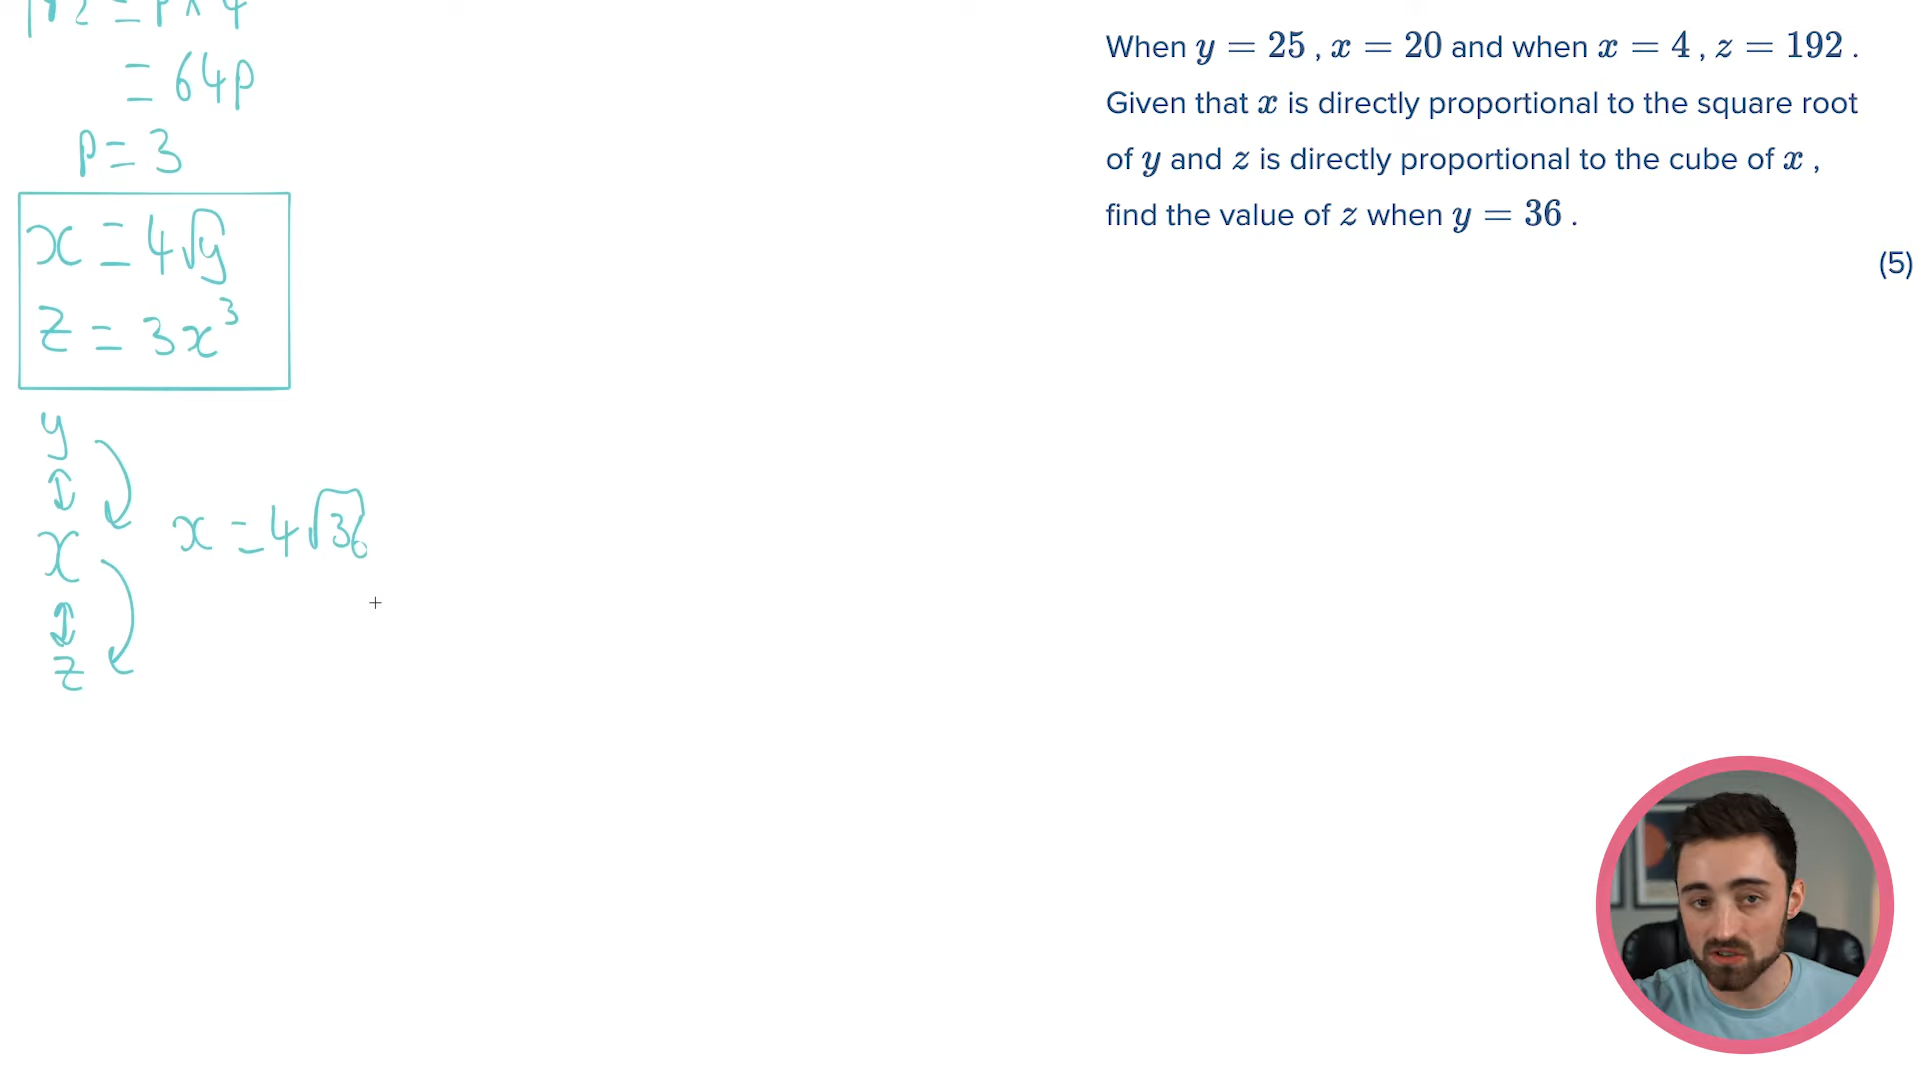 = 64p
p = 3
x = 4√y
z = 3x³
y
↕
x
↕
z
x = 4√36
When y = 25 , x = 20 and when x = 4 , z = 192 .
Given that x is directly proportional to the square root
of y and z is directly proportional to the cube of x ,
find the value of z when y = 36 .
(5)